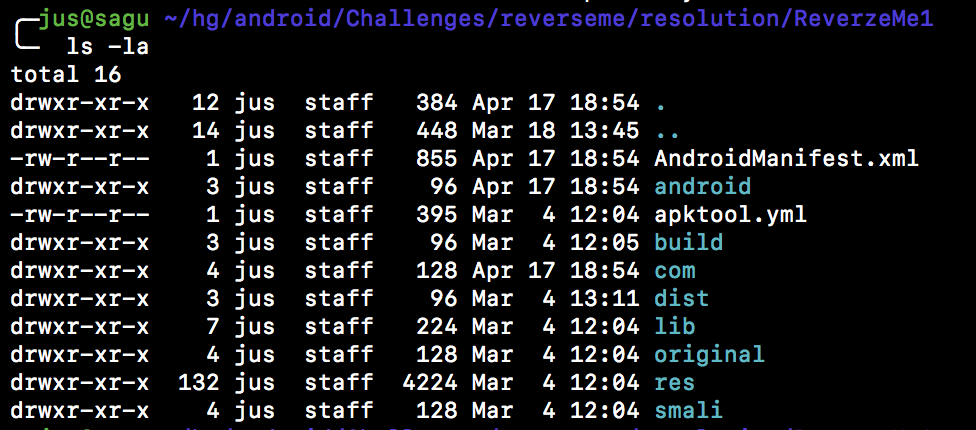 jus@sagu ~/hg/android/Challenges/reverseme/resolution/ReverzeMe1
ls -la
total 16
drwxr-xr-x 12 jus staff 384 Apr 17 18:54 .
drwxr-xr-x 14 jus staff 448 Mar 18 13:45 ..
-rw-r--r-- 1 jus staff 855 Apr 17 18:54 AndroidManifest.xml
drwxr-xr-x 3 jus staff 96 Apr 17 18:54 android
-rw-r--r-- 1 jus staff 395 Mar 4 12:04 apktool.yml
drwxr-xr-x 3 jus staff 96 Mar 4 12:05 build
drwxr-xr-x 4 jus staff 128 Apr 17 18:54 com
drwxr-xr-x 3 jus staff 96 Mar 4 13:11 dist
drwxr-xr-x 7 jus staff 224 Mar 4 12:04 lib
drwxr-xr-x 4 jus staff 128 Mar 4 12:04 original
drwxr-xr-x 132 jus staff 4224 Mar 4 12:04 res
drwxr-xr-x 4 jus staff 128 Mar 4 12:04 smali